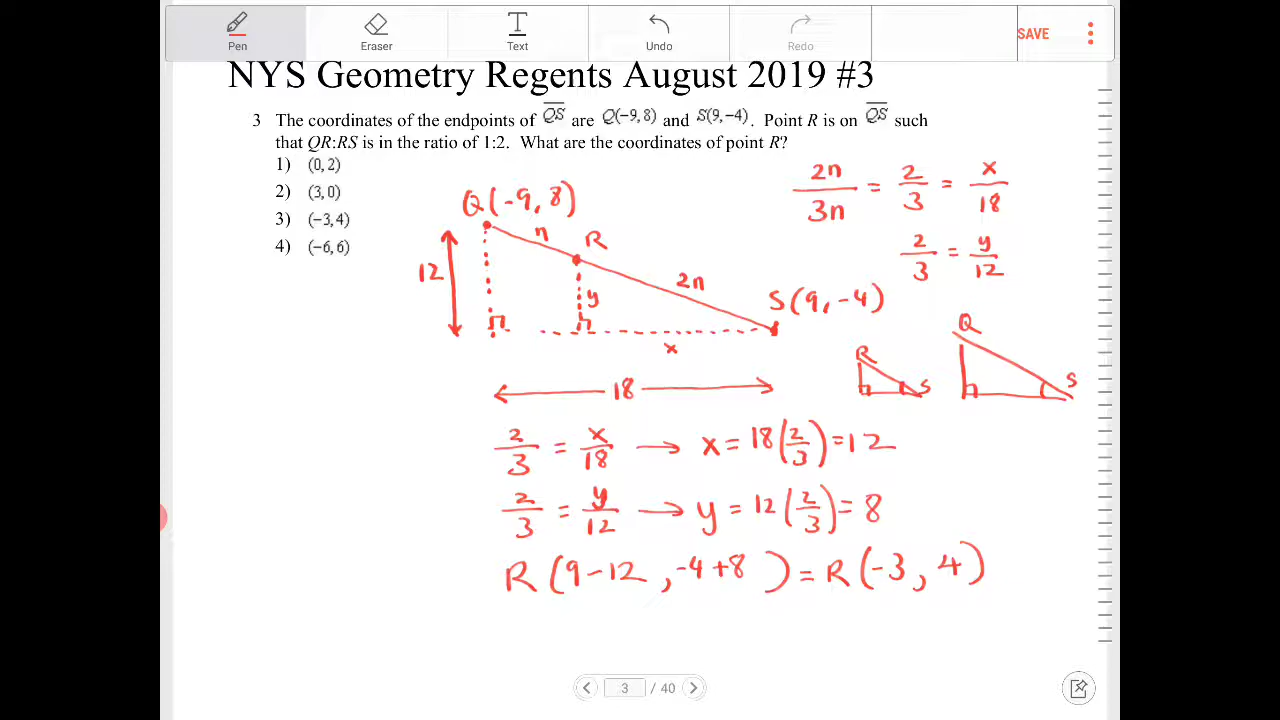 Pen Eraser Text Undo Redo SAVE
NYS Geometry Regents August 2019 #3
3 The coordinates of the endpoints of QS are Q(−9,8) and S(9,−4). Point R is on QS such
that QR:RS is in the ratio of 1:2. What are the coordinates of point R?
1) (0,2)
2) (3,0)
3) (−3,4)
4) (−6,6)
2n/3n = 2/3 = x/18
2/3 = y/12
Q(-9, 8)
n
R
12
2n
y
S(9, -4)
x
18
R
S
Q
S
2/3 = x/18 → x = 18(2/3) = 12
2/3 = y/12 → y = 12(2/3) = 8
R(9-12, -4+8) = R(-3, 4)
3 / 40